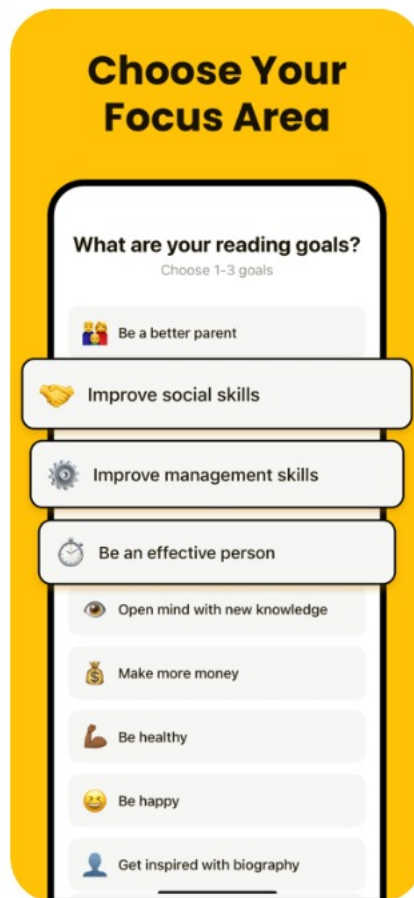 Choose Your
Focus Area
What are your reading goals?
Choose 1-3 goals
Be a better parent
Improve social skills
Improve management skills
Be an effective person
Open mind with new knowledge
Make more money
Be healthy
Be happy
Get inspired with biography